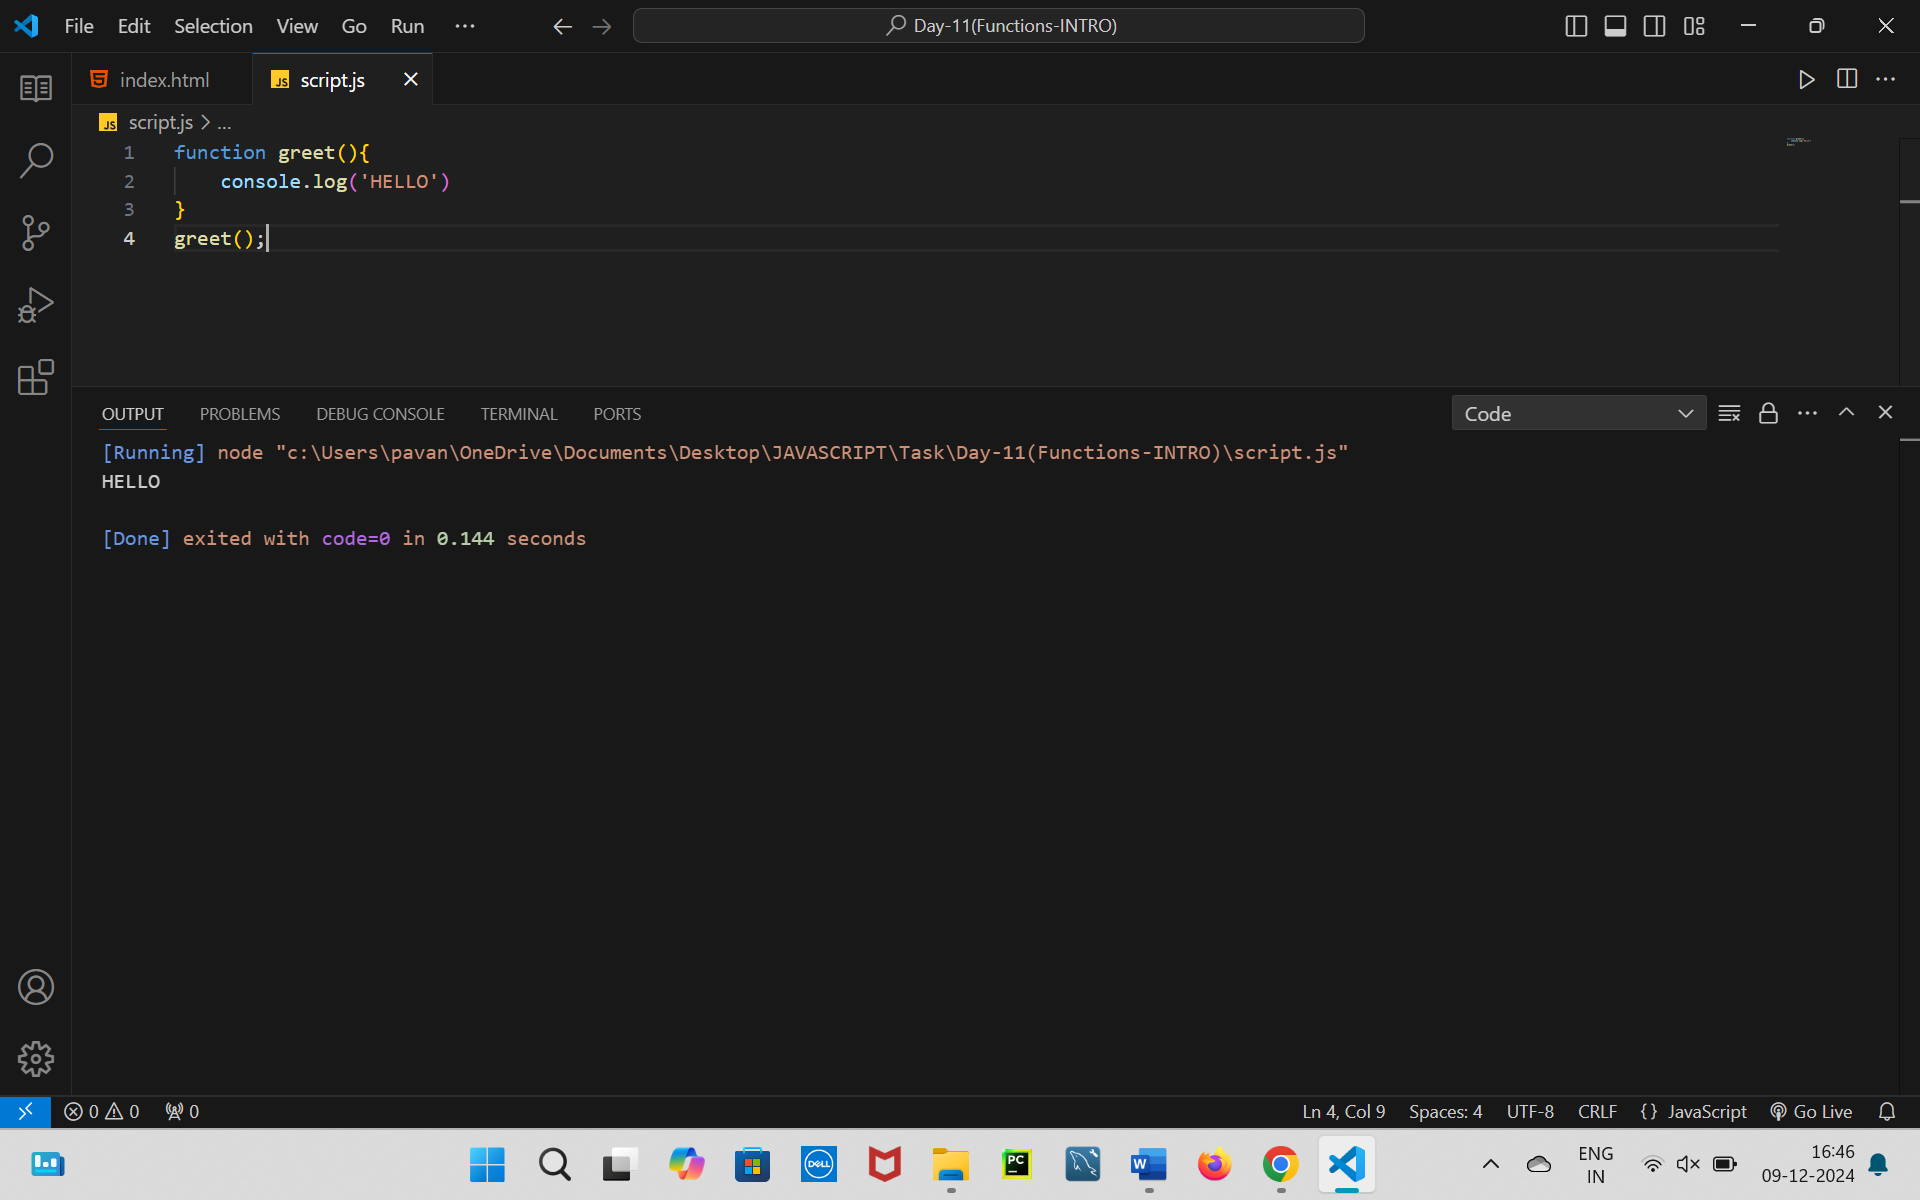 File Edit Selection View Go Run ... Day-11(Functions-INTRO)
index.html script.js
script.js > ...
1 function greet(){
2 console.log('HELLO')
3 }
4 greet();
OUTPUT PROBLEMS DEBUG CONSOLE TERMINAL PORTS Code
[Running] node "c:\Users\pavan\OneDrive\Documents\Desktop\JAVASCRIPT\Task\Day-11(Functions-INTRO)\script.js"
HELLO
[Done] exited with code=0 in 0.144 seconds
0 0 0 Ln 4, Col 9 Spaces: 4 UTF-8 CRLF {} JavaScript Go Live
DELL PC W ENG 16:46
IN 09-12-2024